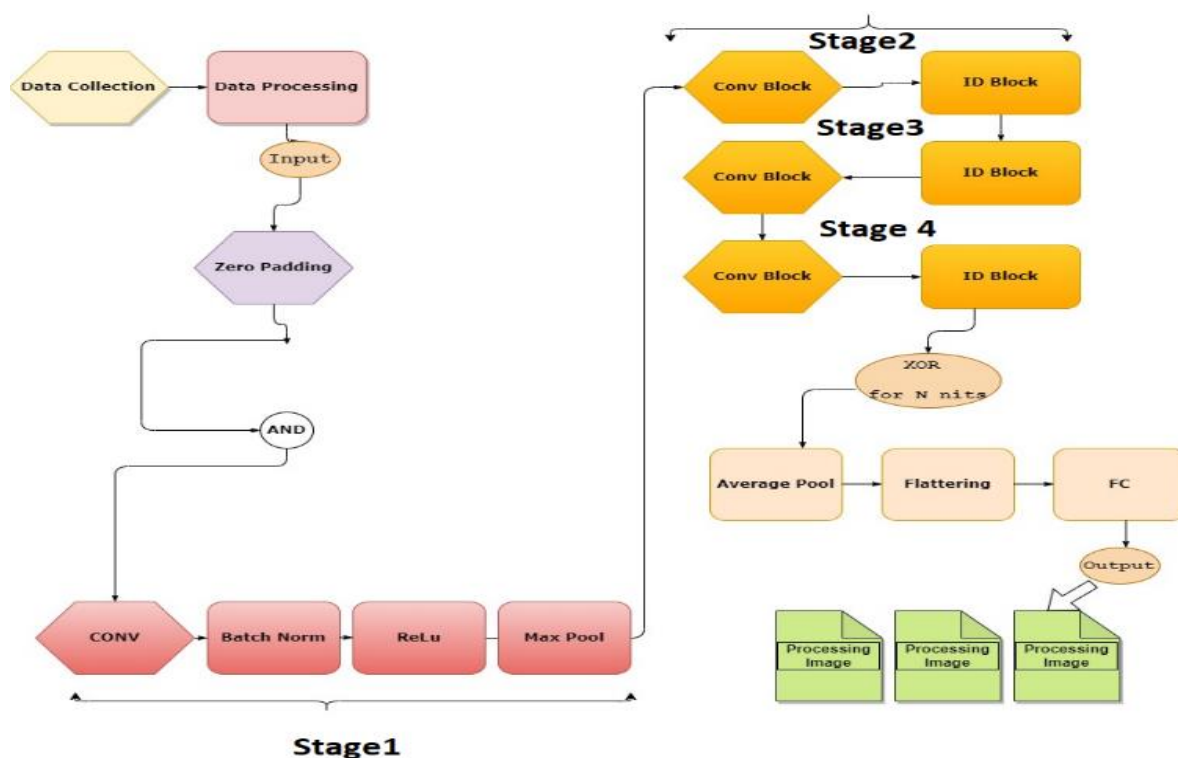 Data Collection
Data Processing
Input
Zero Padding
AND
CONV
Batch Norm
ReLu
Max Pool
Stage1
Stage2
Conv Block
ID Block
Stage3
Conv Block
ID Block
Stage 4
Conv Block
ID Block
XOR
for N nits
Average Pool
Flattering
FC
Output
Processing
Image
Processing
Image
Processing
Image